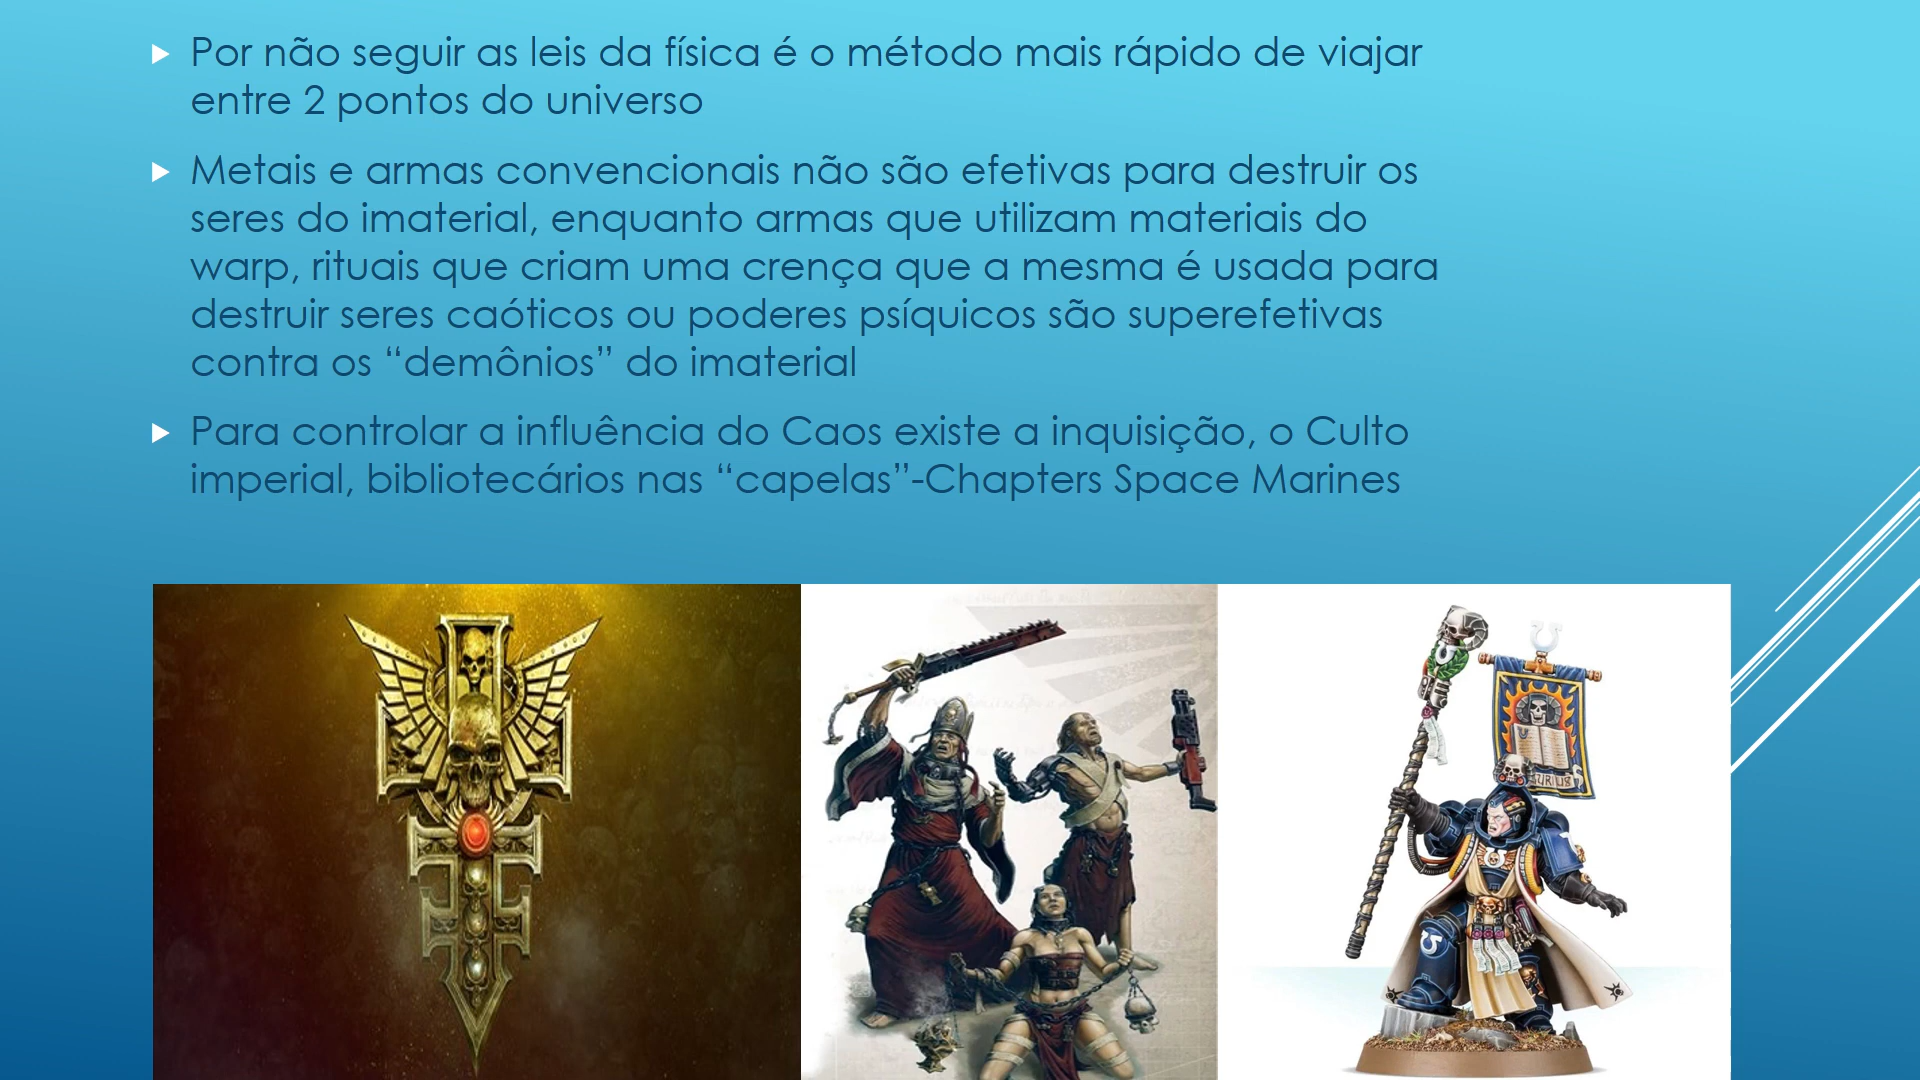 Por não seguir as leis da física é o método mais rápido de viajar
entre 2 pontos do universo
Metais e armas convencionais não são efetivas para destruir os
seres do imaterial, enquanto armas que utilizam materiais do
warp, rituais que criam uma crença que a mesma é usada para
destruir seres caóticos ou poderes psíquicos são superefetivas
contra os “demônios” do imaterial
Para controlar a influência do Caos existe a inquisição, o Culto
imperial, bibliotecários nas “capelas”-Chapters Space Marines